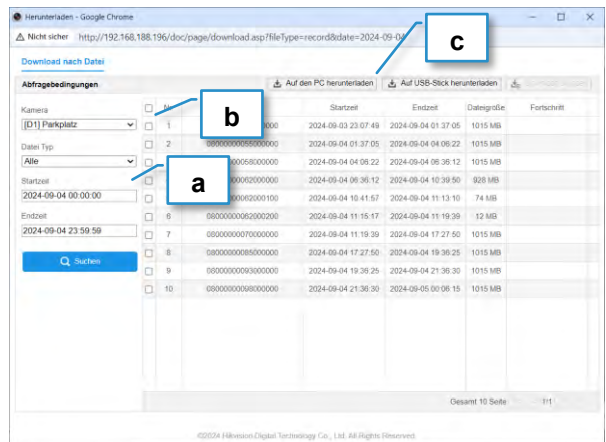 Herunterladen - Google Chrome
Nicht sicher http://192.168.188.196/doc/page/download.asp?fileType=record&date=2024-09-04
c
Download nach Datei
Abfragebedingungen
Auf den PC herunterladen Auf USB-Stick herunterladen
b
Startzeit Endzeit Dateigröße Fortschritt
Kamera
[D1] Parkplatz
Datei Typ
Alle
Startzeit
2024-09-04 00:00:00
Endzeit
2024-09-04 23:59:59
Suchen
a
1 0000 2024-09-03 23:07:49 2024-09-04 01:37:05 1015 MB
2 08000000055000000 2024-09-04 01:37:05 2024-09-04 04:06:22 1015 MB
00058000000 2024-09-04 04:06:22 2024-09-04 06:36:12 1015 MB
00062000000 2024-09-04 06:36:12 2024-09-04 10:39:50 928 MB
00062000100 2024-09-04 10:41:57 2024-09-04 11:13:10 74 MB
6 08000000062000200 2024-09-04 11:15:17 2024-09-04 11:19:39 12 MB
7 08000000070000000 2024-09-04 11:19:39 2024-09-04 17:27:50 1015 MB
8 08000000085000000 2024-09-04 17:27:50 2024-09-04 19:36:25 1015 MB
9 08000000093000000 2024-09-04 19:36:25 2024-09-04 21:36:30 1015 MB
10 08000000098000000 2024-09-04 21:36:30 2024-09-05 00:06:15 1015 MB
Gesamt 10 Seite 1/1
©2024 Hikvision Digital Technology Co., Ltd. All Rights Reserved.